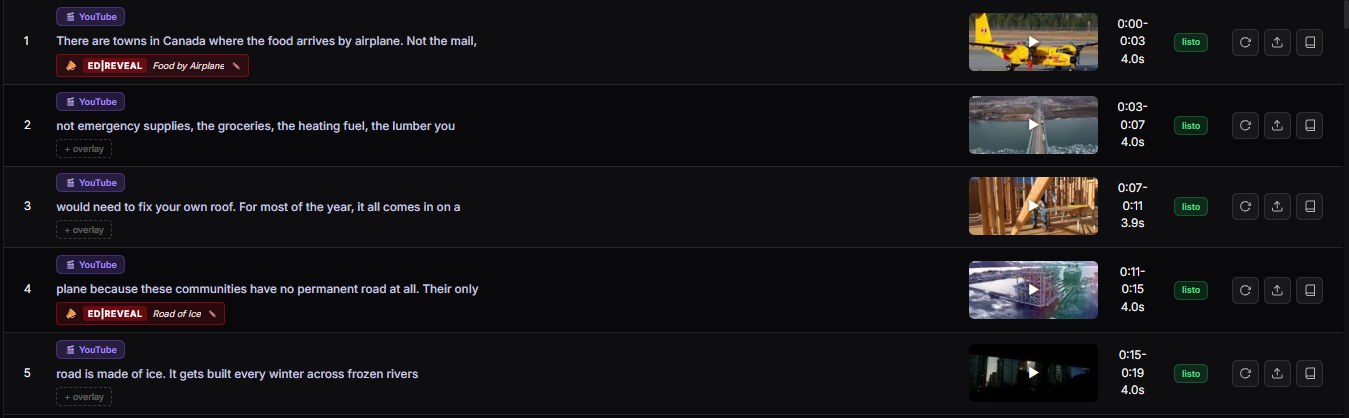 YouTube
1
There are towns in Canada where the food arrives by airplane. Not the mail,
ED|REVEAL Food by Airplane
0:00-
0:03
4.0s
listo
YouTube
2
not emergency supplies, the groceries, the heating fuel, the lumber you
+ overlay
0:03-
0:07
4.0s
listo
YouTube
3
would need to fix your own roof. For most of the year, it all comes in on a
+ overlay
0:07-
0:11
3.9s
listo
YouTube
4
plane because these communities have no permanent road at all. Their only
ED|REVEAL Road of Ice
0:11-
0:15
4.0s
listo
YouTube
5
road is made of ice. It gets built every winter across frozen rivers
+ overlay
0:15-
0:19
4.0s
listo